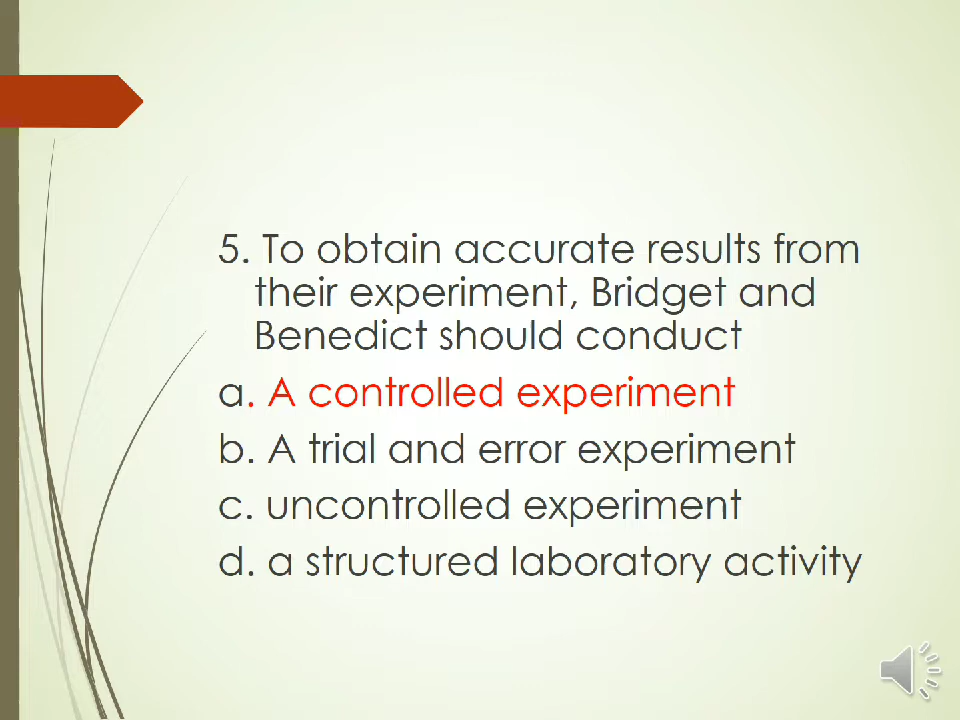 5. To obtain accurate results from
their experiment, Bridget and
Benedict should conduct
a. A controlled experiment
b. A trial and error experiment
c. uncontrolled experiment
d. a structured laboratory activity